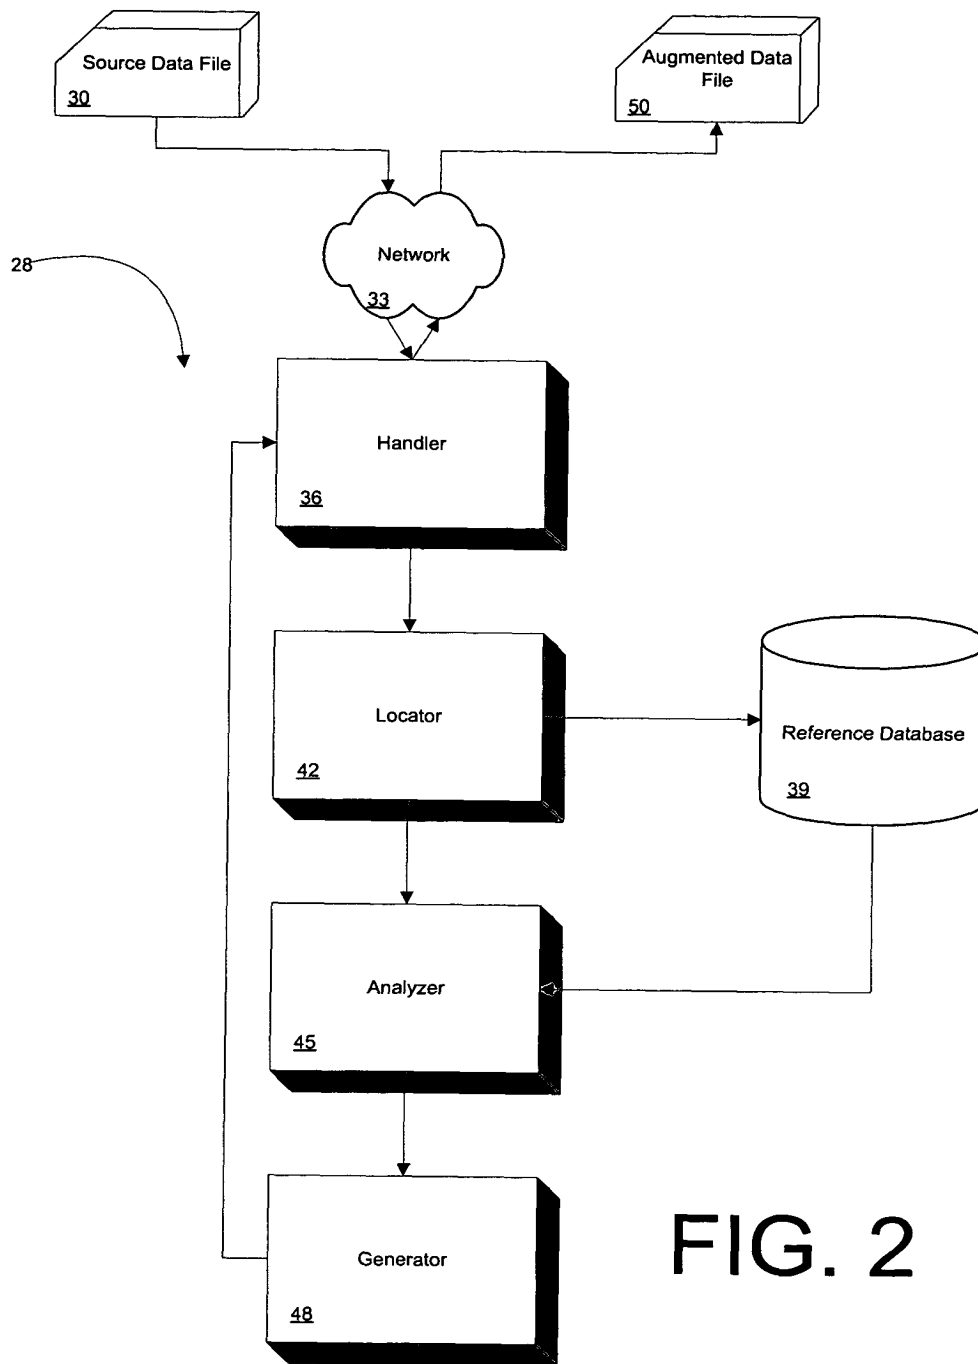 Source Data File
30
Augmented Data
File
50
Network
33
28
Handler
36
Locator
42
Reference Database
39
Analyzer
45
Generator
48
FIG. 2